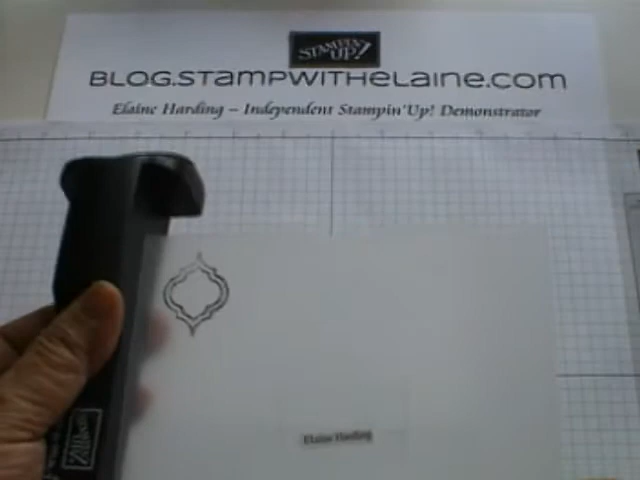 STAMPIN' UP!
BLOG.STAMPWITHELAINE.COM
Elaine Harding – Independent Stampin'Up! Demonstrator
Elaine Harding